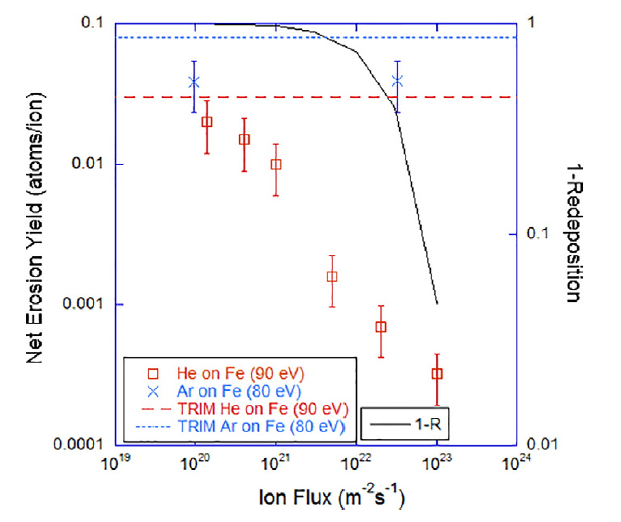 0.1
0.01
0.001
0.0001
Net Erosion Yield (atoms/ion)
1
0.1
0.01
1-Redeposition
He on Fe (90 eV)
Ar on Fe (80 eV)
TRIM He on Fe (90 eV)
TRIM Ar on Fe (80 eV)
1-R
10¹⁹ 10²⁰ 10²¹ 10²² 10²³ 10²⁴
Ion Flux (m⁻²s⁻¹)